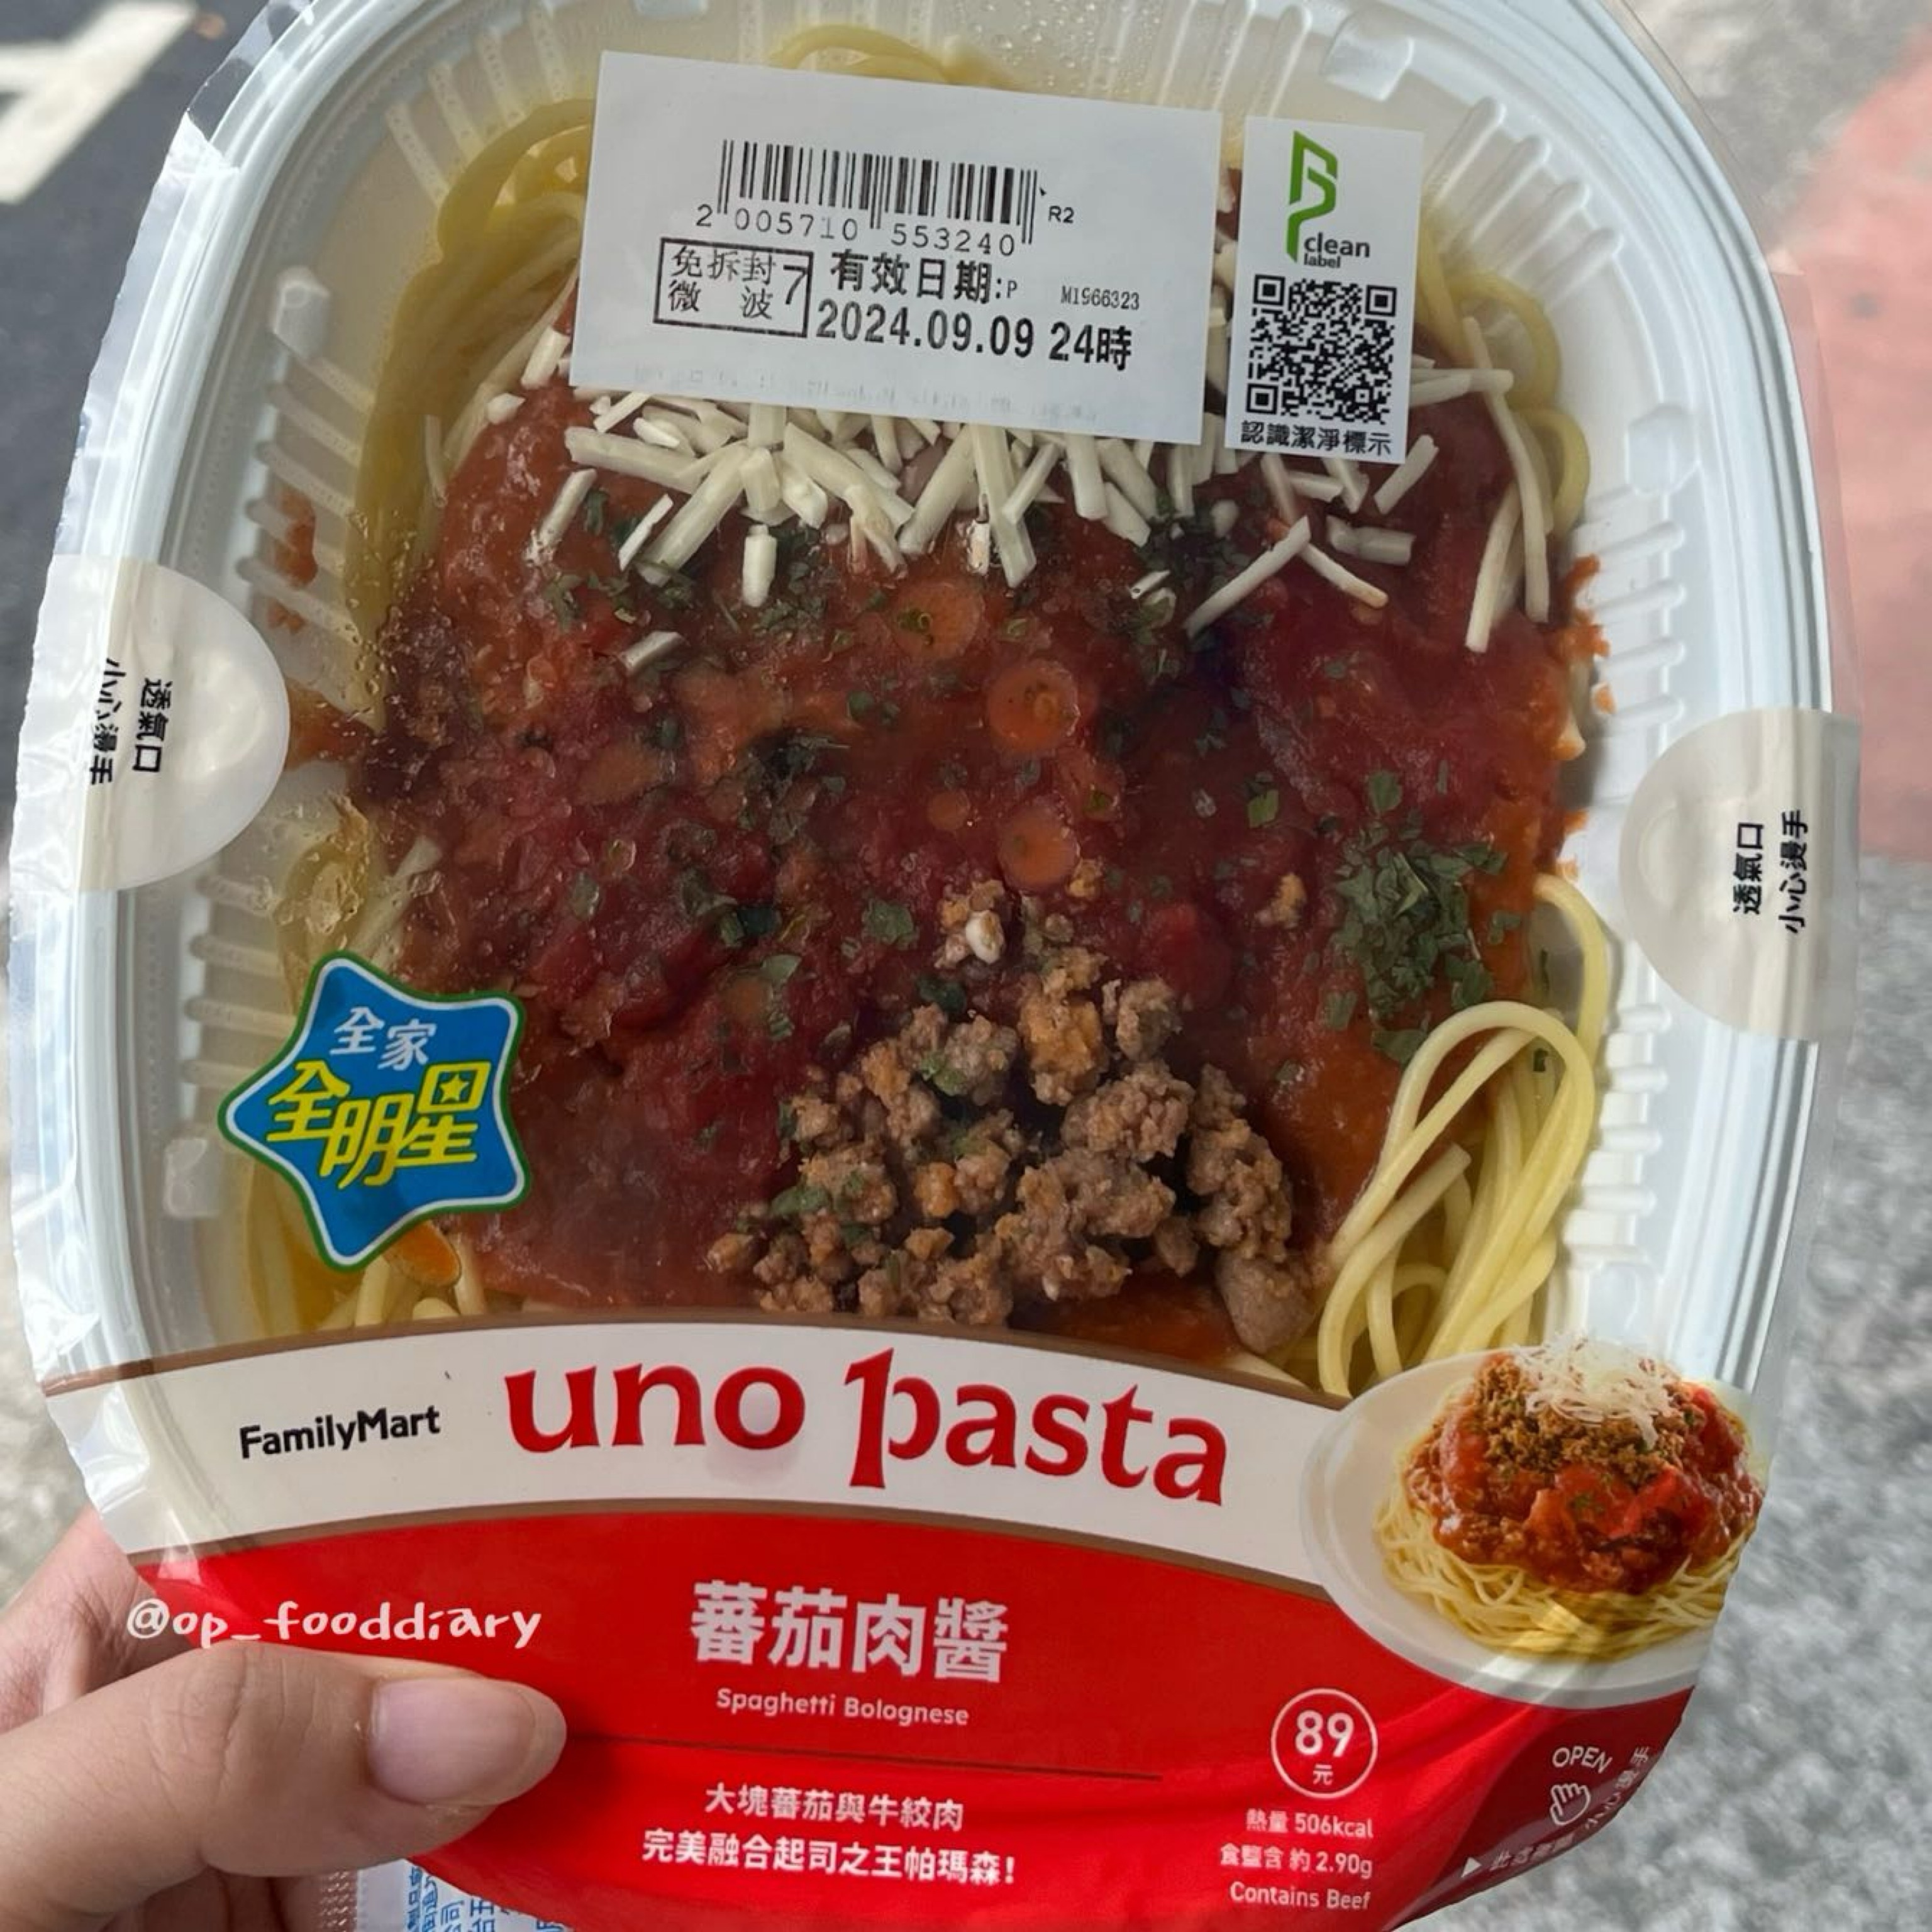 2 005710 553240
R2
免拆封
微 波 7
有效日期:P
M1966323
2024.09.09 24時
clean
label
認識潔淨標示
透氣口
小心燙手
透氣口
小心燙手
全家
全明星
FamilyMart
uno pasta
@op_fooddiary
蕃茄肉醬
Spaghetti Bolognese
大塊蕃茄與牛絞肉
完美融合起司之王帕瑪森!
89
元
熱量 506kcal
食鹽含 約 2.90g
Contains Beef
OPEN